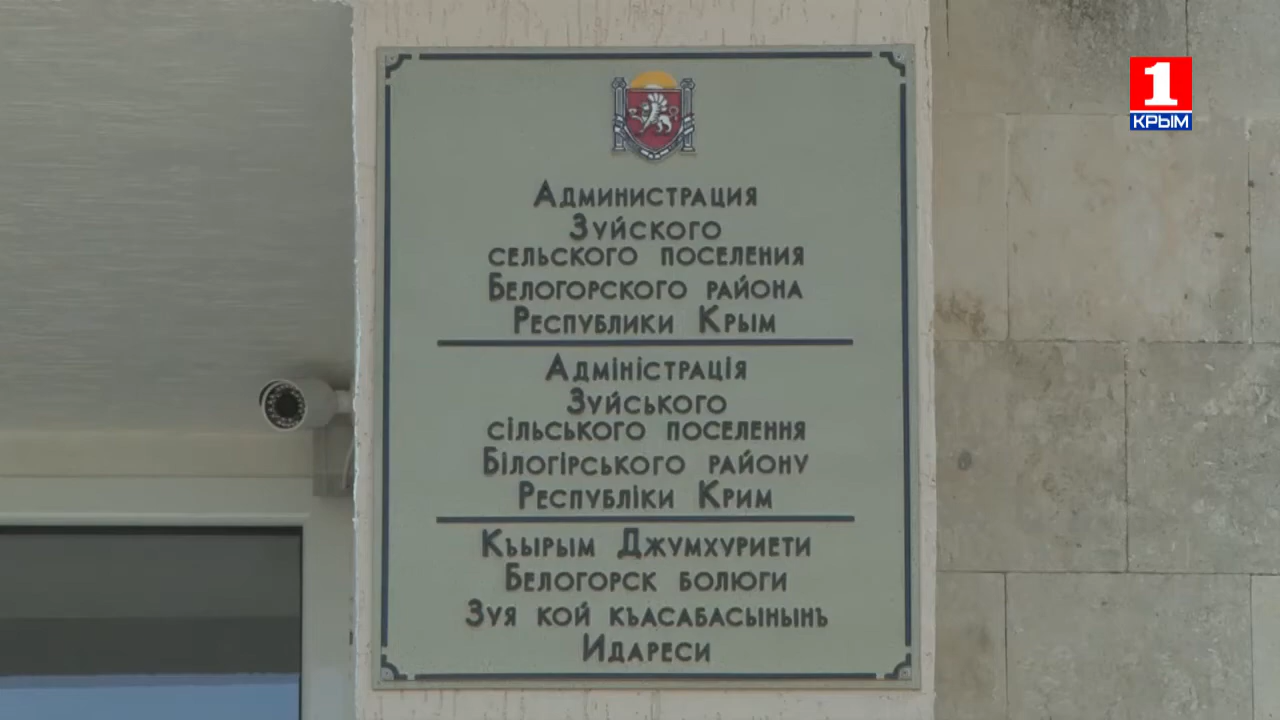 1
КРЫМ
Администрация
Зуйского
сельского поселения
Белогорского района
Республики Крым
Адміністрація
Зуйського
сільського поселення
Білогірського району
Республіки Крим
Къырым Джумхуриети
Белогорск болюги
Зуя кой къасабасынынъ
Идареси